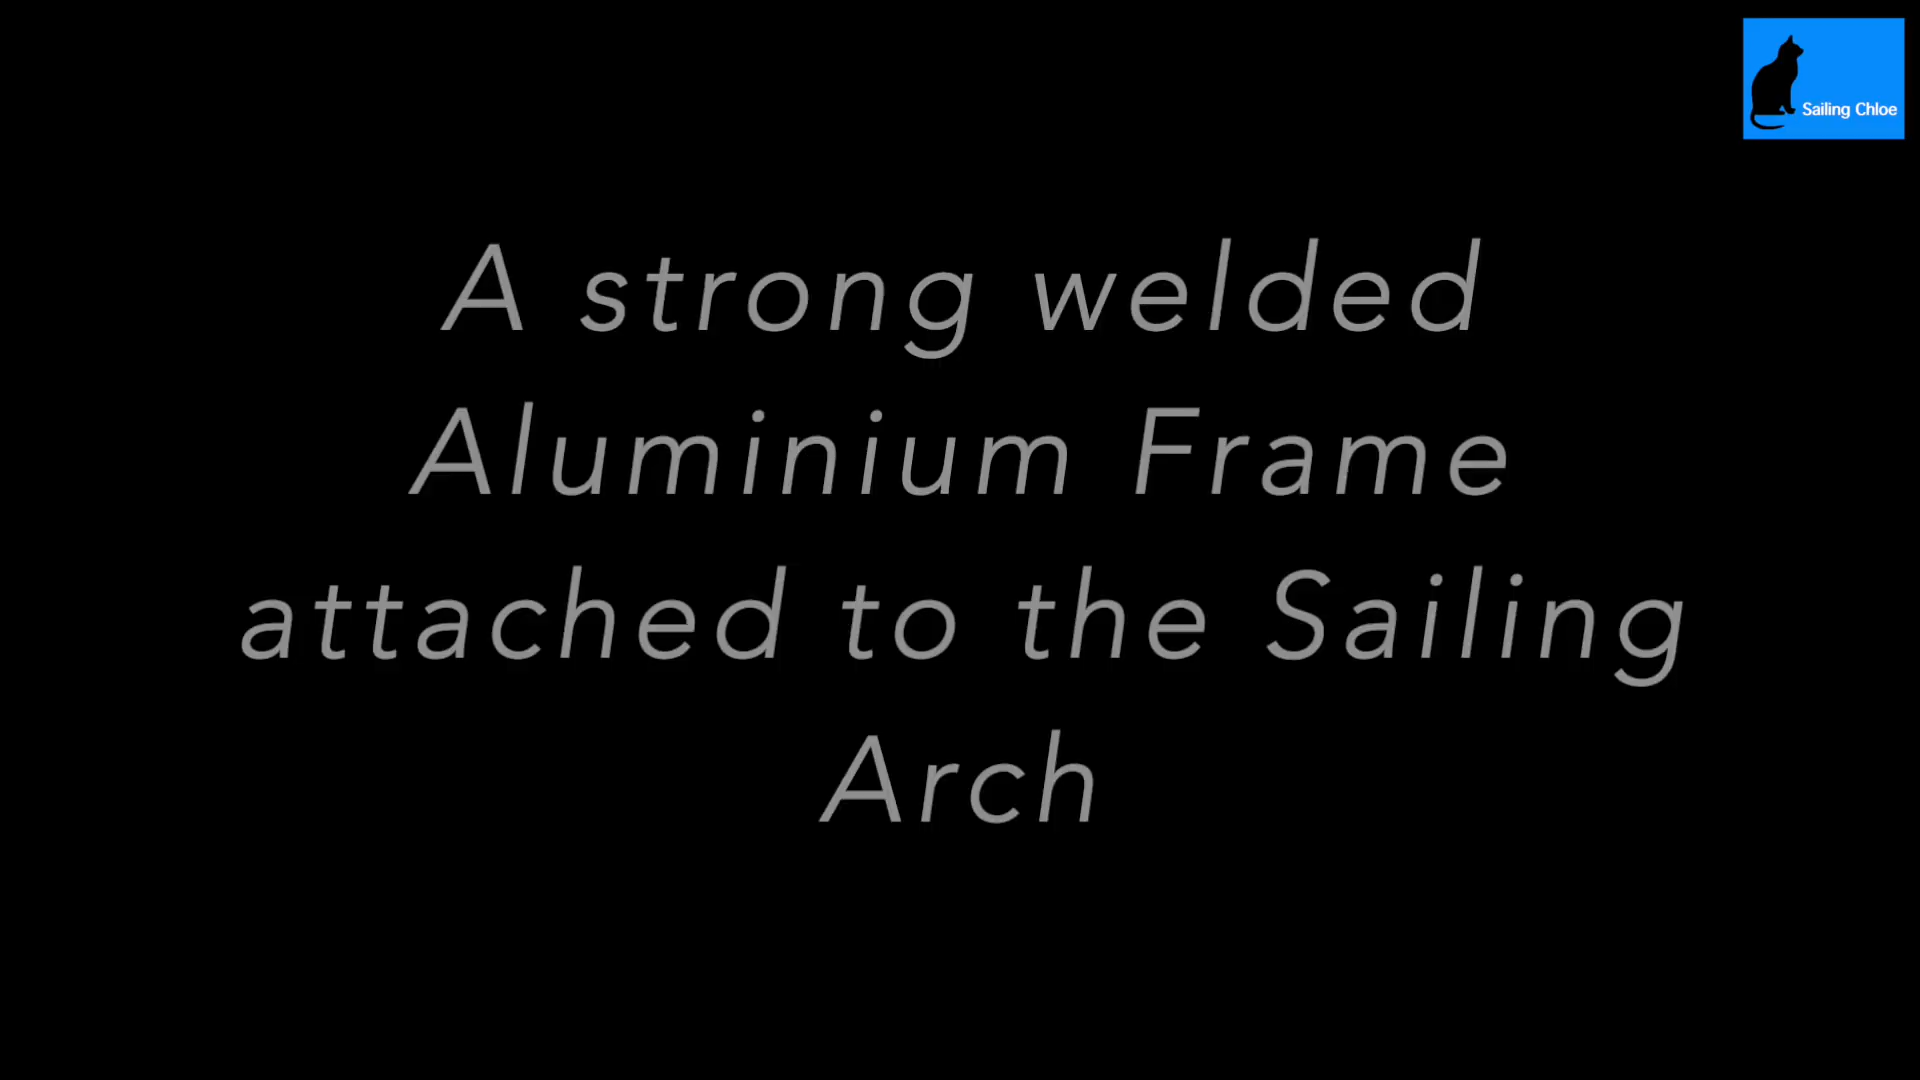 Sailing Chloe
A strong welded
Aluminium Frame
attached to the Sailing
Arch